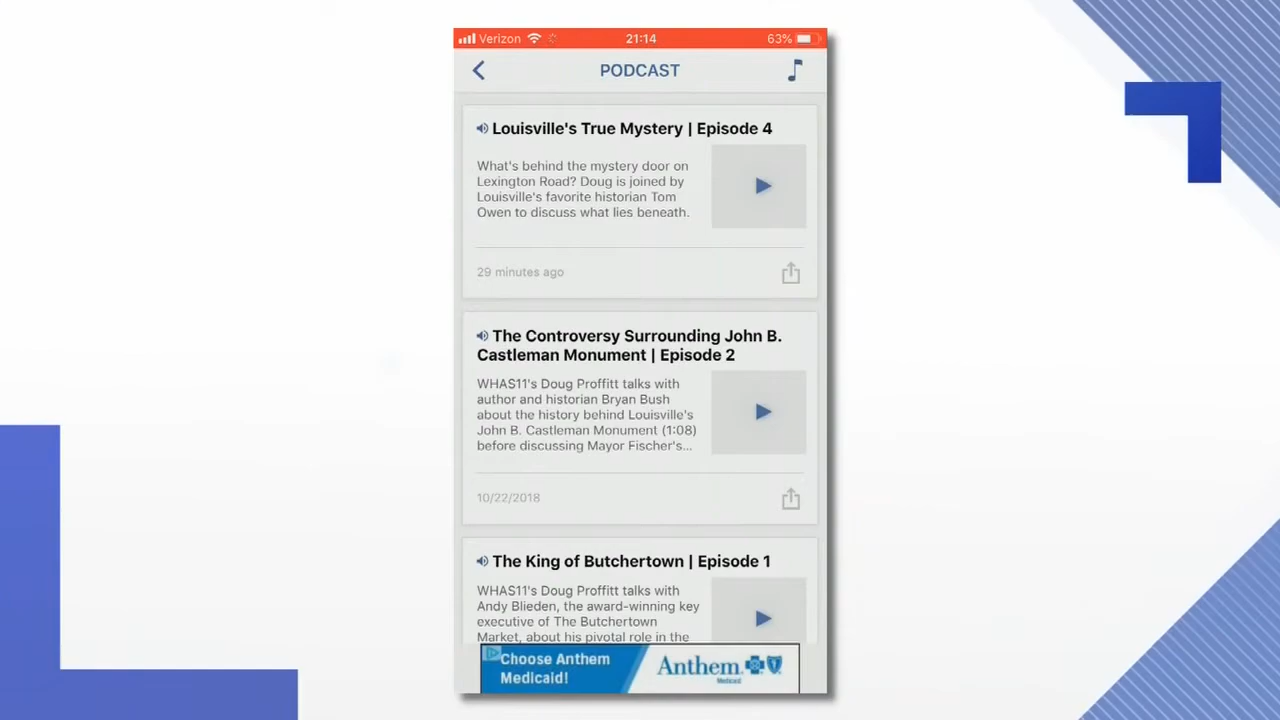 Verizon 21:14 63%
PODCAST
Louisville's True Mystery | Episode 4
What's behind the mystery door on
Lexington Road? Doug is joined by
Louisville's favorite historian Tom
Owen to discuss what lies beneath.
29 minutes ago
The Controversy Surrounding John B.
Castleman Monument | Episode 2
WHAS11's Doug Proffitt talks with
author and historian Bryan Bush
about the history behind Louisville's
John B. Castleman Monument (1:08)
before discussing Mayor Fischer's...
10/22/2018
The King of Butchertown | Episode 1
WHAS11's Doug Proffitt talks with
Andy Blieden, the award-winning key
executive of The Butchertown
Market, about his pivotal role in the
Choose Anthem
Medicaid!
Anthem
Medicaid